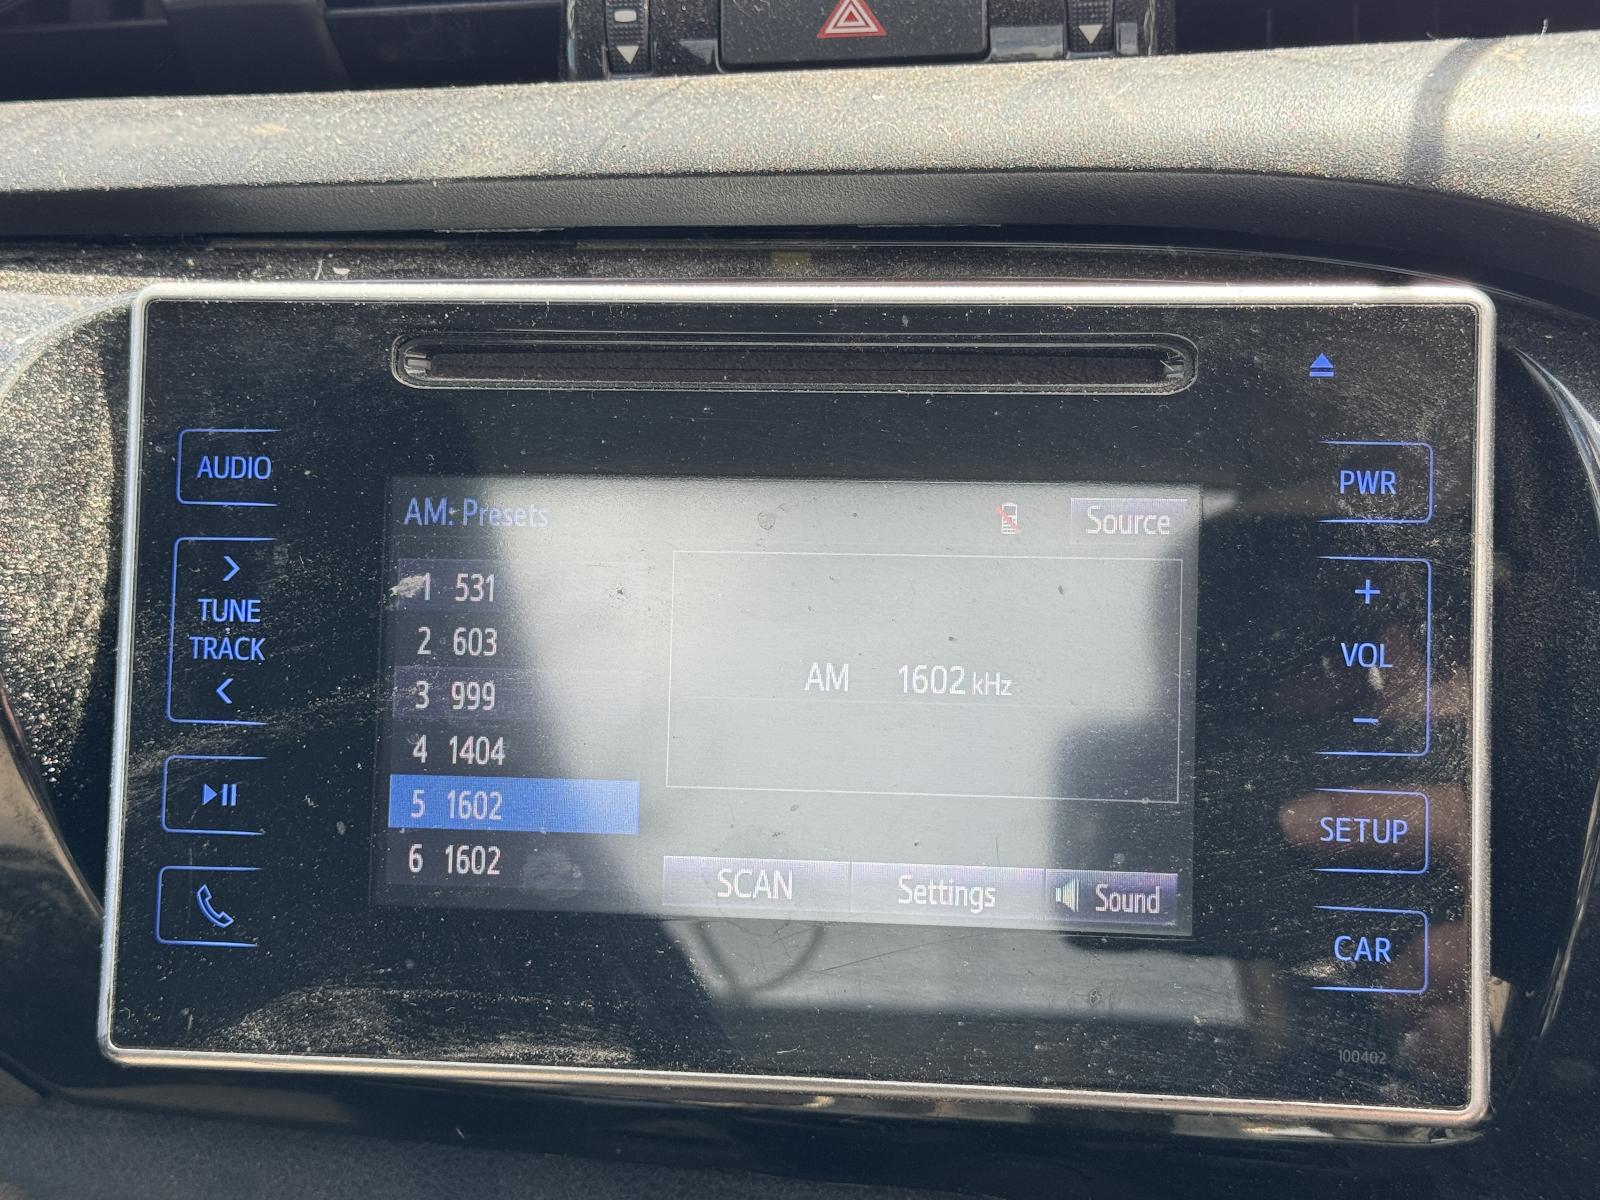 AUDIO
TUNE
TRACK
AM: Presets
Source
1 531
2 603
3 999
4 1404
5 1602
6 1602
AM 1602 kHz
SCAN
Settings
Sound
PWR
+
VOL
−
SETUP
CAR
100402